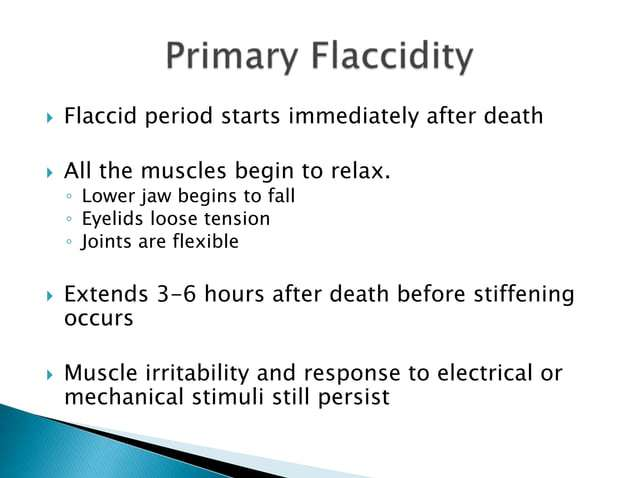 Primary Flaccidity
Flaccid period starts immediately after death
All the muscles begin to relax.
Lower jaw begins to fall
Eyelids loose tension
Joints are flexible
Extends 3-6 hours after death before stiffening
occurs
Muscle irritability and response to electrical or
mechanical stimuli still persist